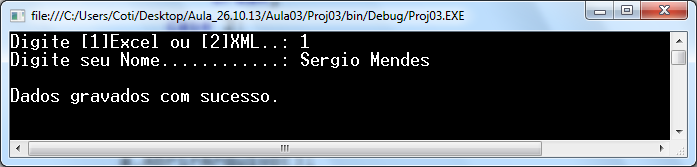 file:///C:/Users/Coti/Desktop/Aula_26.10.13/Aula03/Proj03/bin/Debug/Proj03.EXE
Digite [1]Excel ou [2]XML..: 1
Digite seu Nome............: Sergio Mendes
Dados gravados com sucesso.